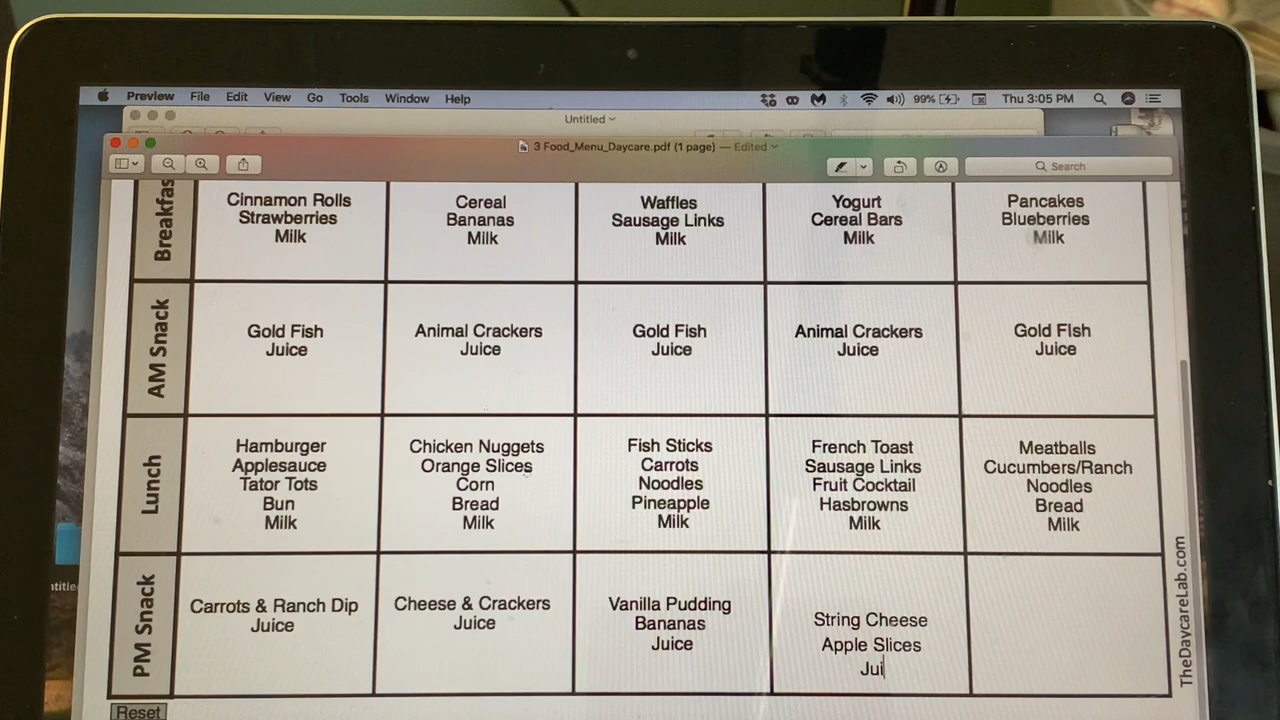 Preview File Edit View Go Tools Window Help 99% Thu 3:05 PM
Untitled
3 Food_Menu_Daycare.pdf (1 page) — Edited
Search
Breakfas
Cinnamon Rolls
Strawberries
Milk
Cereal
Bananas
Milk
Waffles
Sausage Links
Milk
Yogurt
Cereal Bars
Milk
Pancakes
Blueberries
Milk
AM Snack
Gold Fish
Juice
Animal Crackers
Juice
Gold Fish
Juice
Animal Crackers
Juice
Gold FIsh
Juice
Lunch
Hamburger
Applesauce
Tator Tots
Bun
Milk
Chicken Nuggets
Orange Slices
Corn
Bread
Milk
Fish Sticks
Carrots
Noodles
Pineapple
Milk
French Toast
Sausage Links
Fruit Cocktail
Hasbrowns
Milk
Meatballs
Cucumbers/Ranch
Noodles
Bread
Milk
PM Snack
Carrots & Ranch Dip
Juice
Cheese & Crackers
Juice
Vanilla Pudding
Bananas
Juice
String Cheese
Apple Slices
Jui
TheDaycareLab.com
Reset